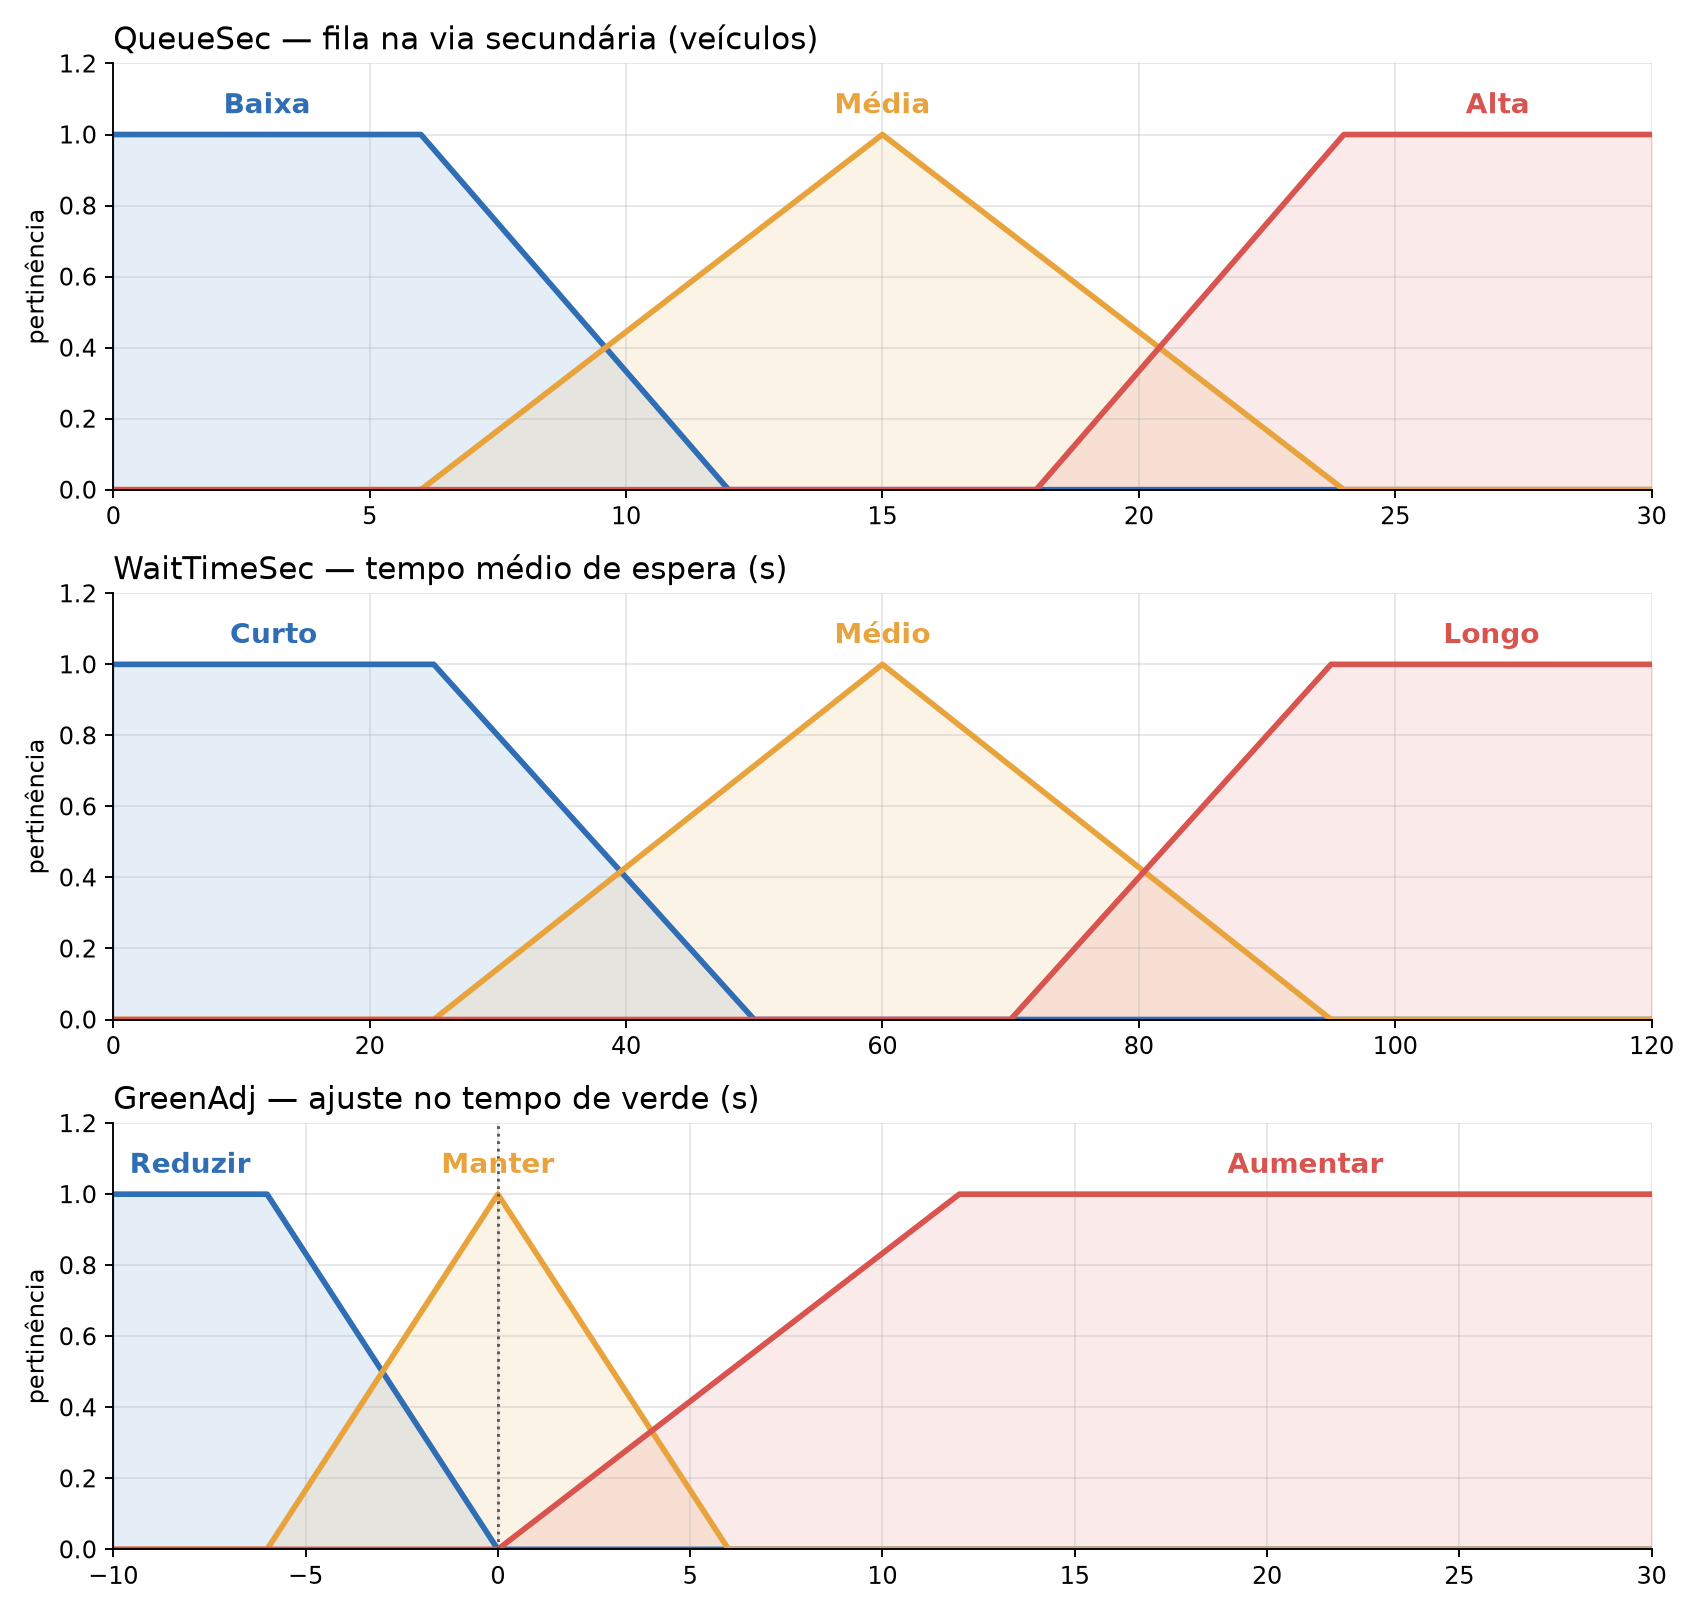 QueueSec — fila na via secundária (veículos)
1.2
Baixa Média Alta
1.0
0.8
0.6
0.4
0.2
0.0
pertinência
0 5 10 15 20 25 30
WaitTimeSec — tempo médio de espera (s)
1.2
Curto Médio Longo
1.0
0.8
0.6
0.4
0.2
0.0
pertinência
0 20 40 60 80 100 120
GreenAdj — ajuste no tempo de verde (s)
1.2
Reduzir Manter Aumentar
1.0
0.8
0.6
0.4
0.2
0.0
pertinência
−10 −5 0 5 10 15 20 25 30